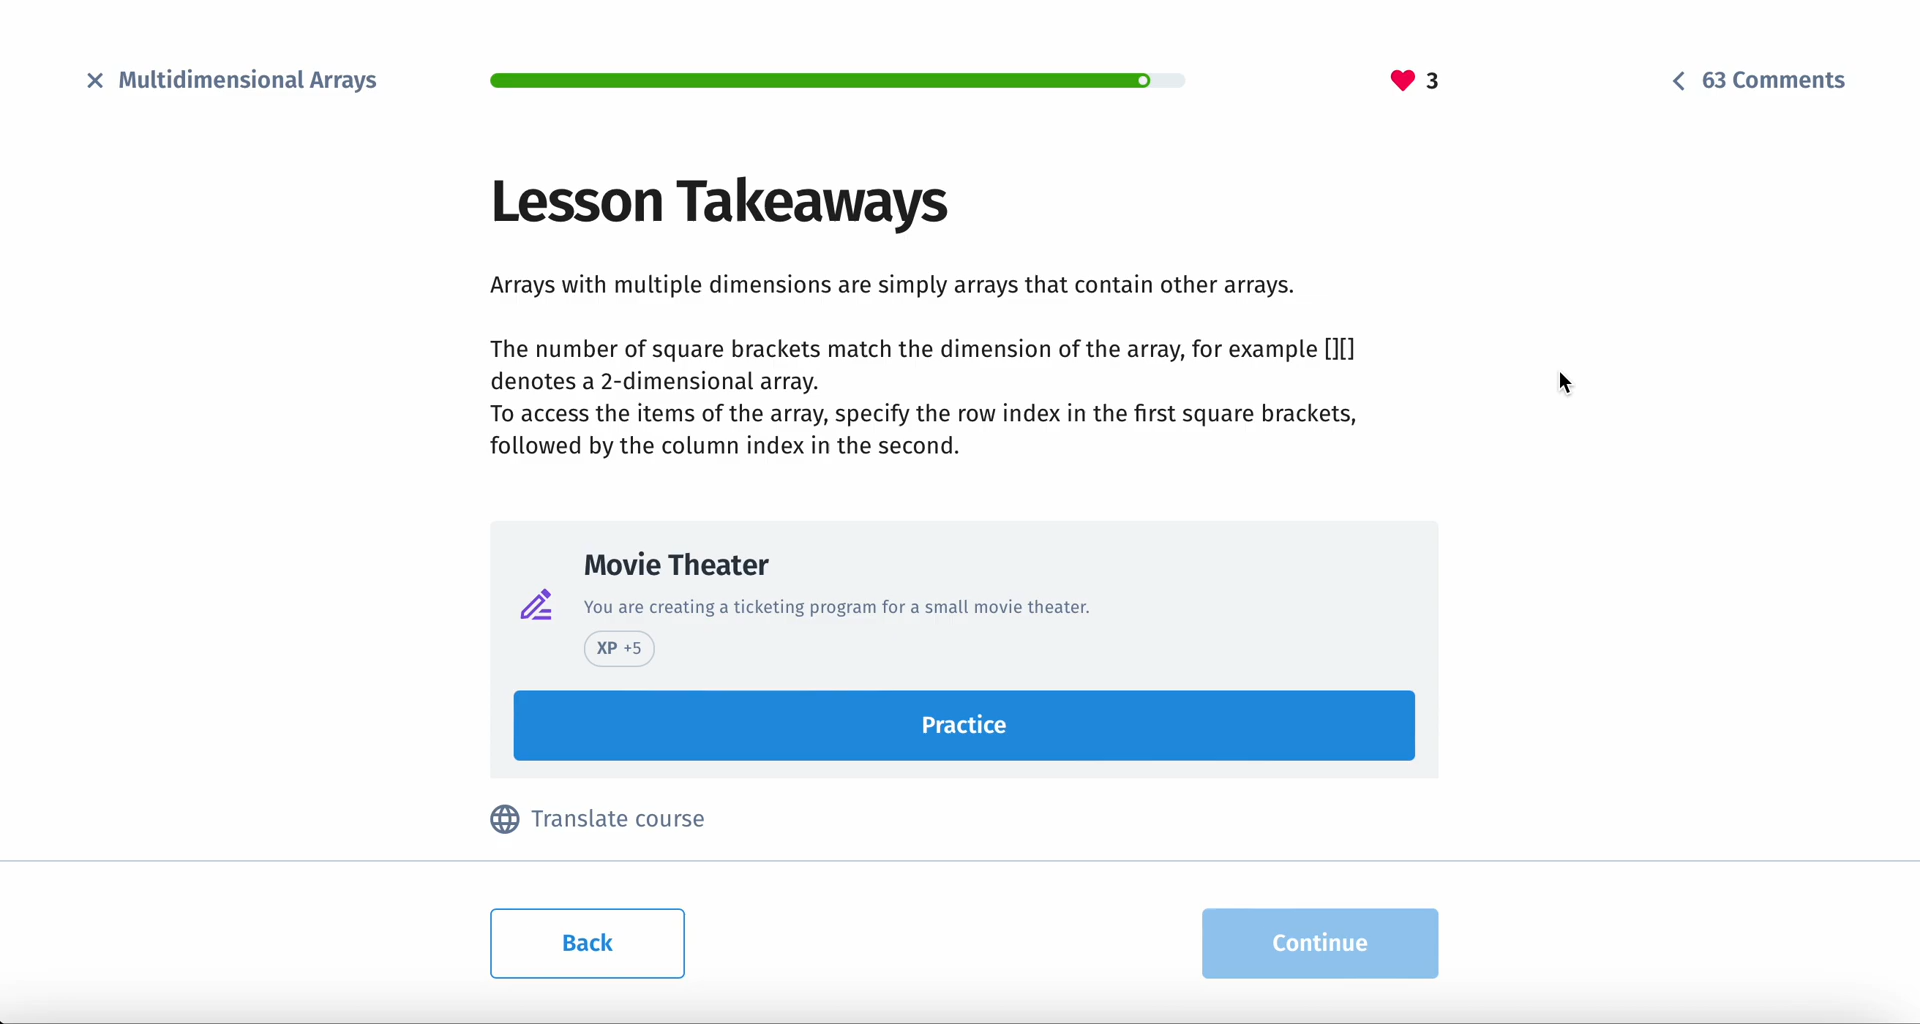 Multidimensional Arrays
3
63 Comments
Lesson Takeaways
Arrays with multiple dimensions are simply arrays that contain other arrays.
The number of square brackets match the dimension of the array, for example [][]
denotes a 2-dimensional array.
To access the items of the array, specify the row index in the first square brackets,
followed by the column index in the second.
Movie Theater
You are creating a ticketing program for a small movie theater.
XP +5
Practice
Translate course
Back
Continue